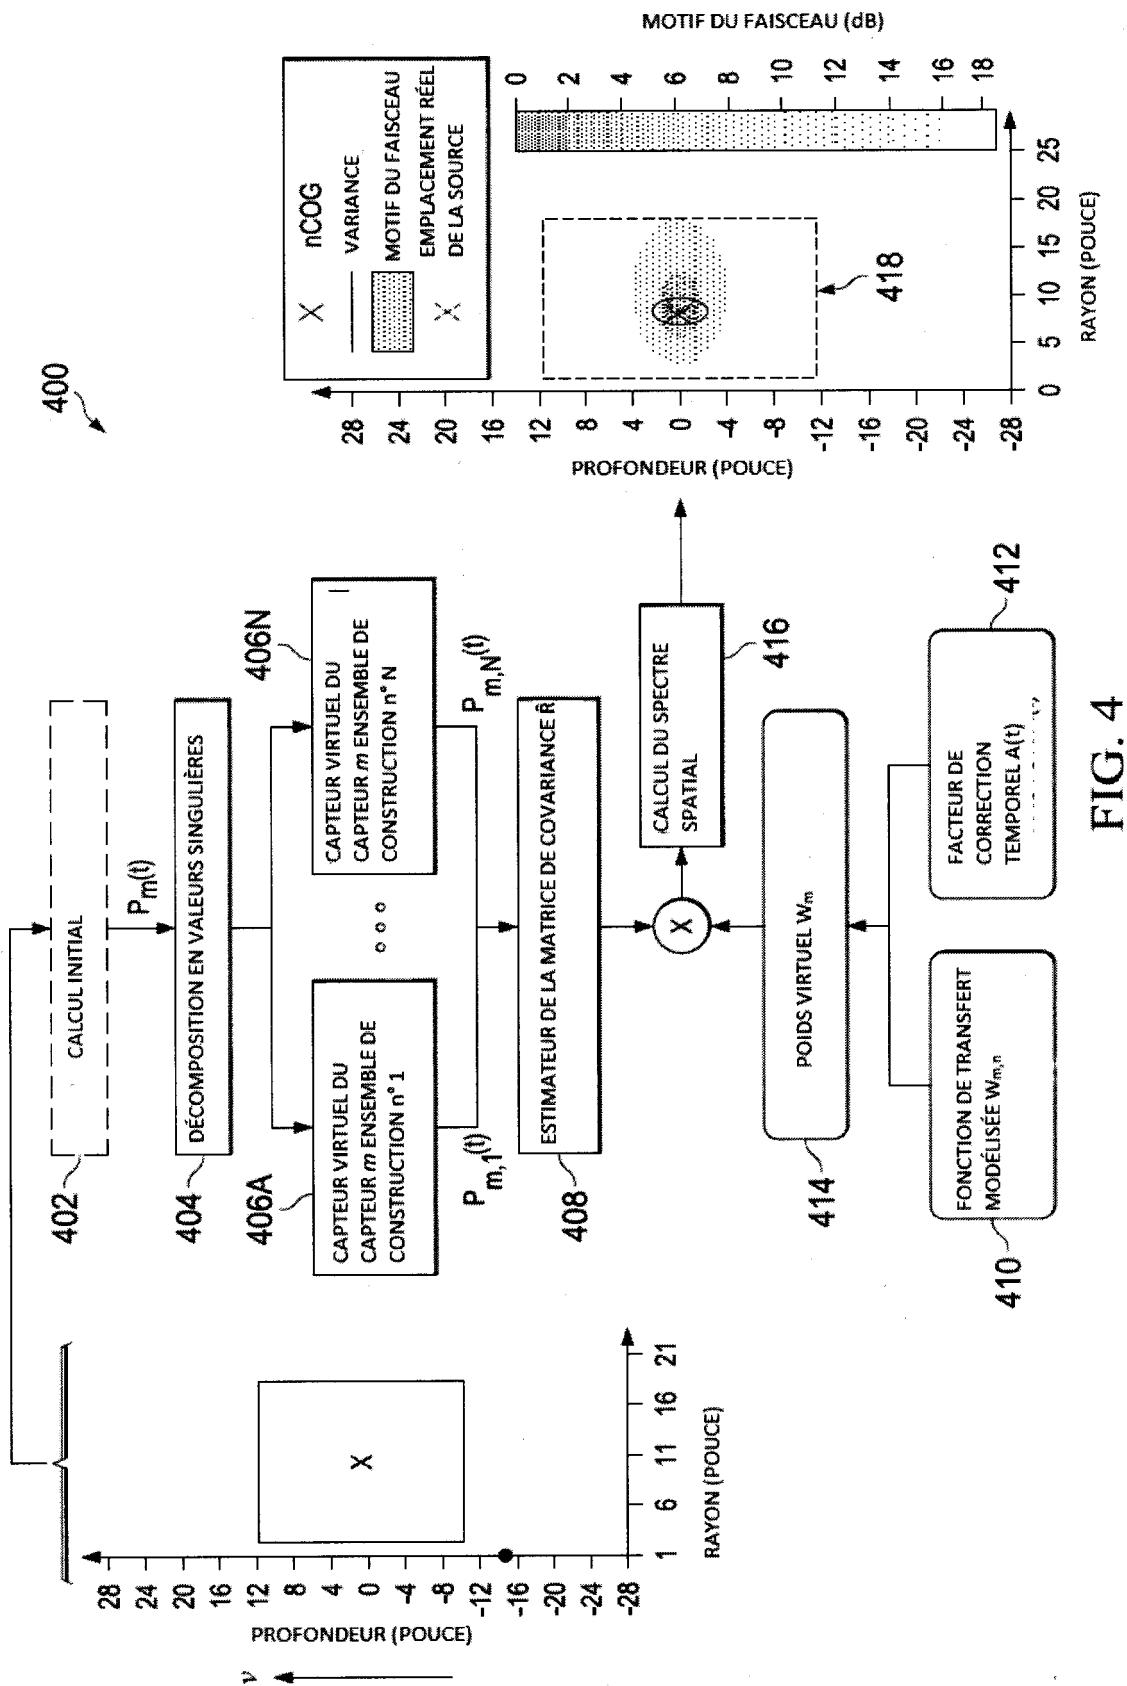 400
v
PROFONDEUR (POUCE)
28
24
20
16
12
8
4
0
-4
-8
-12
-16
-20
-24
-28
1
6
11
16
21
RAYON (POUCE)
X
402
CALCUL INITIAL
Pm(t)
404
DÉCOMPOSITION EN VALEURS SINGULIÈRES
406A
CAPTEUR VIRTUEL DU
CAPTEUR m ENSEMBLE DE
CONSTRUCTION n° 1
406N
CAPTEUR VIRTUEL DU
CAPTEUR m ENSEMBLE DE
CONSTRUCTION n° N
Pm,1(t)
Pm,N(t)
408
ESTIMATEUR DE LA MATRICE DE COVARIANCE R̂
X
CALCUL DU SPECTRE
SPATIAL
416
414
POIDS VIRTUEL Wm
410
FONCTION DE TRANSFERT
MODÉLISÉE Wm,n
412
FACTEUR DE
CORRECTION
TEMPOREL A(t)
X nCOG
VARIANCE
MOTIF DU FAISCEAU
X EMPLACEMENT RÉEL
DE LA SOURCE
PROFONDEUR (POUCE)
28
24
20
16
12
8
4
0
-4
-8
-12
-16
-20
-24
-28
0
5
10
15
20
25
RAYON (POUCE)
418
0
2
4
6
8
10
12
14
16
18
MOTIF DU FAISCEAU (dB)
FIG. 4